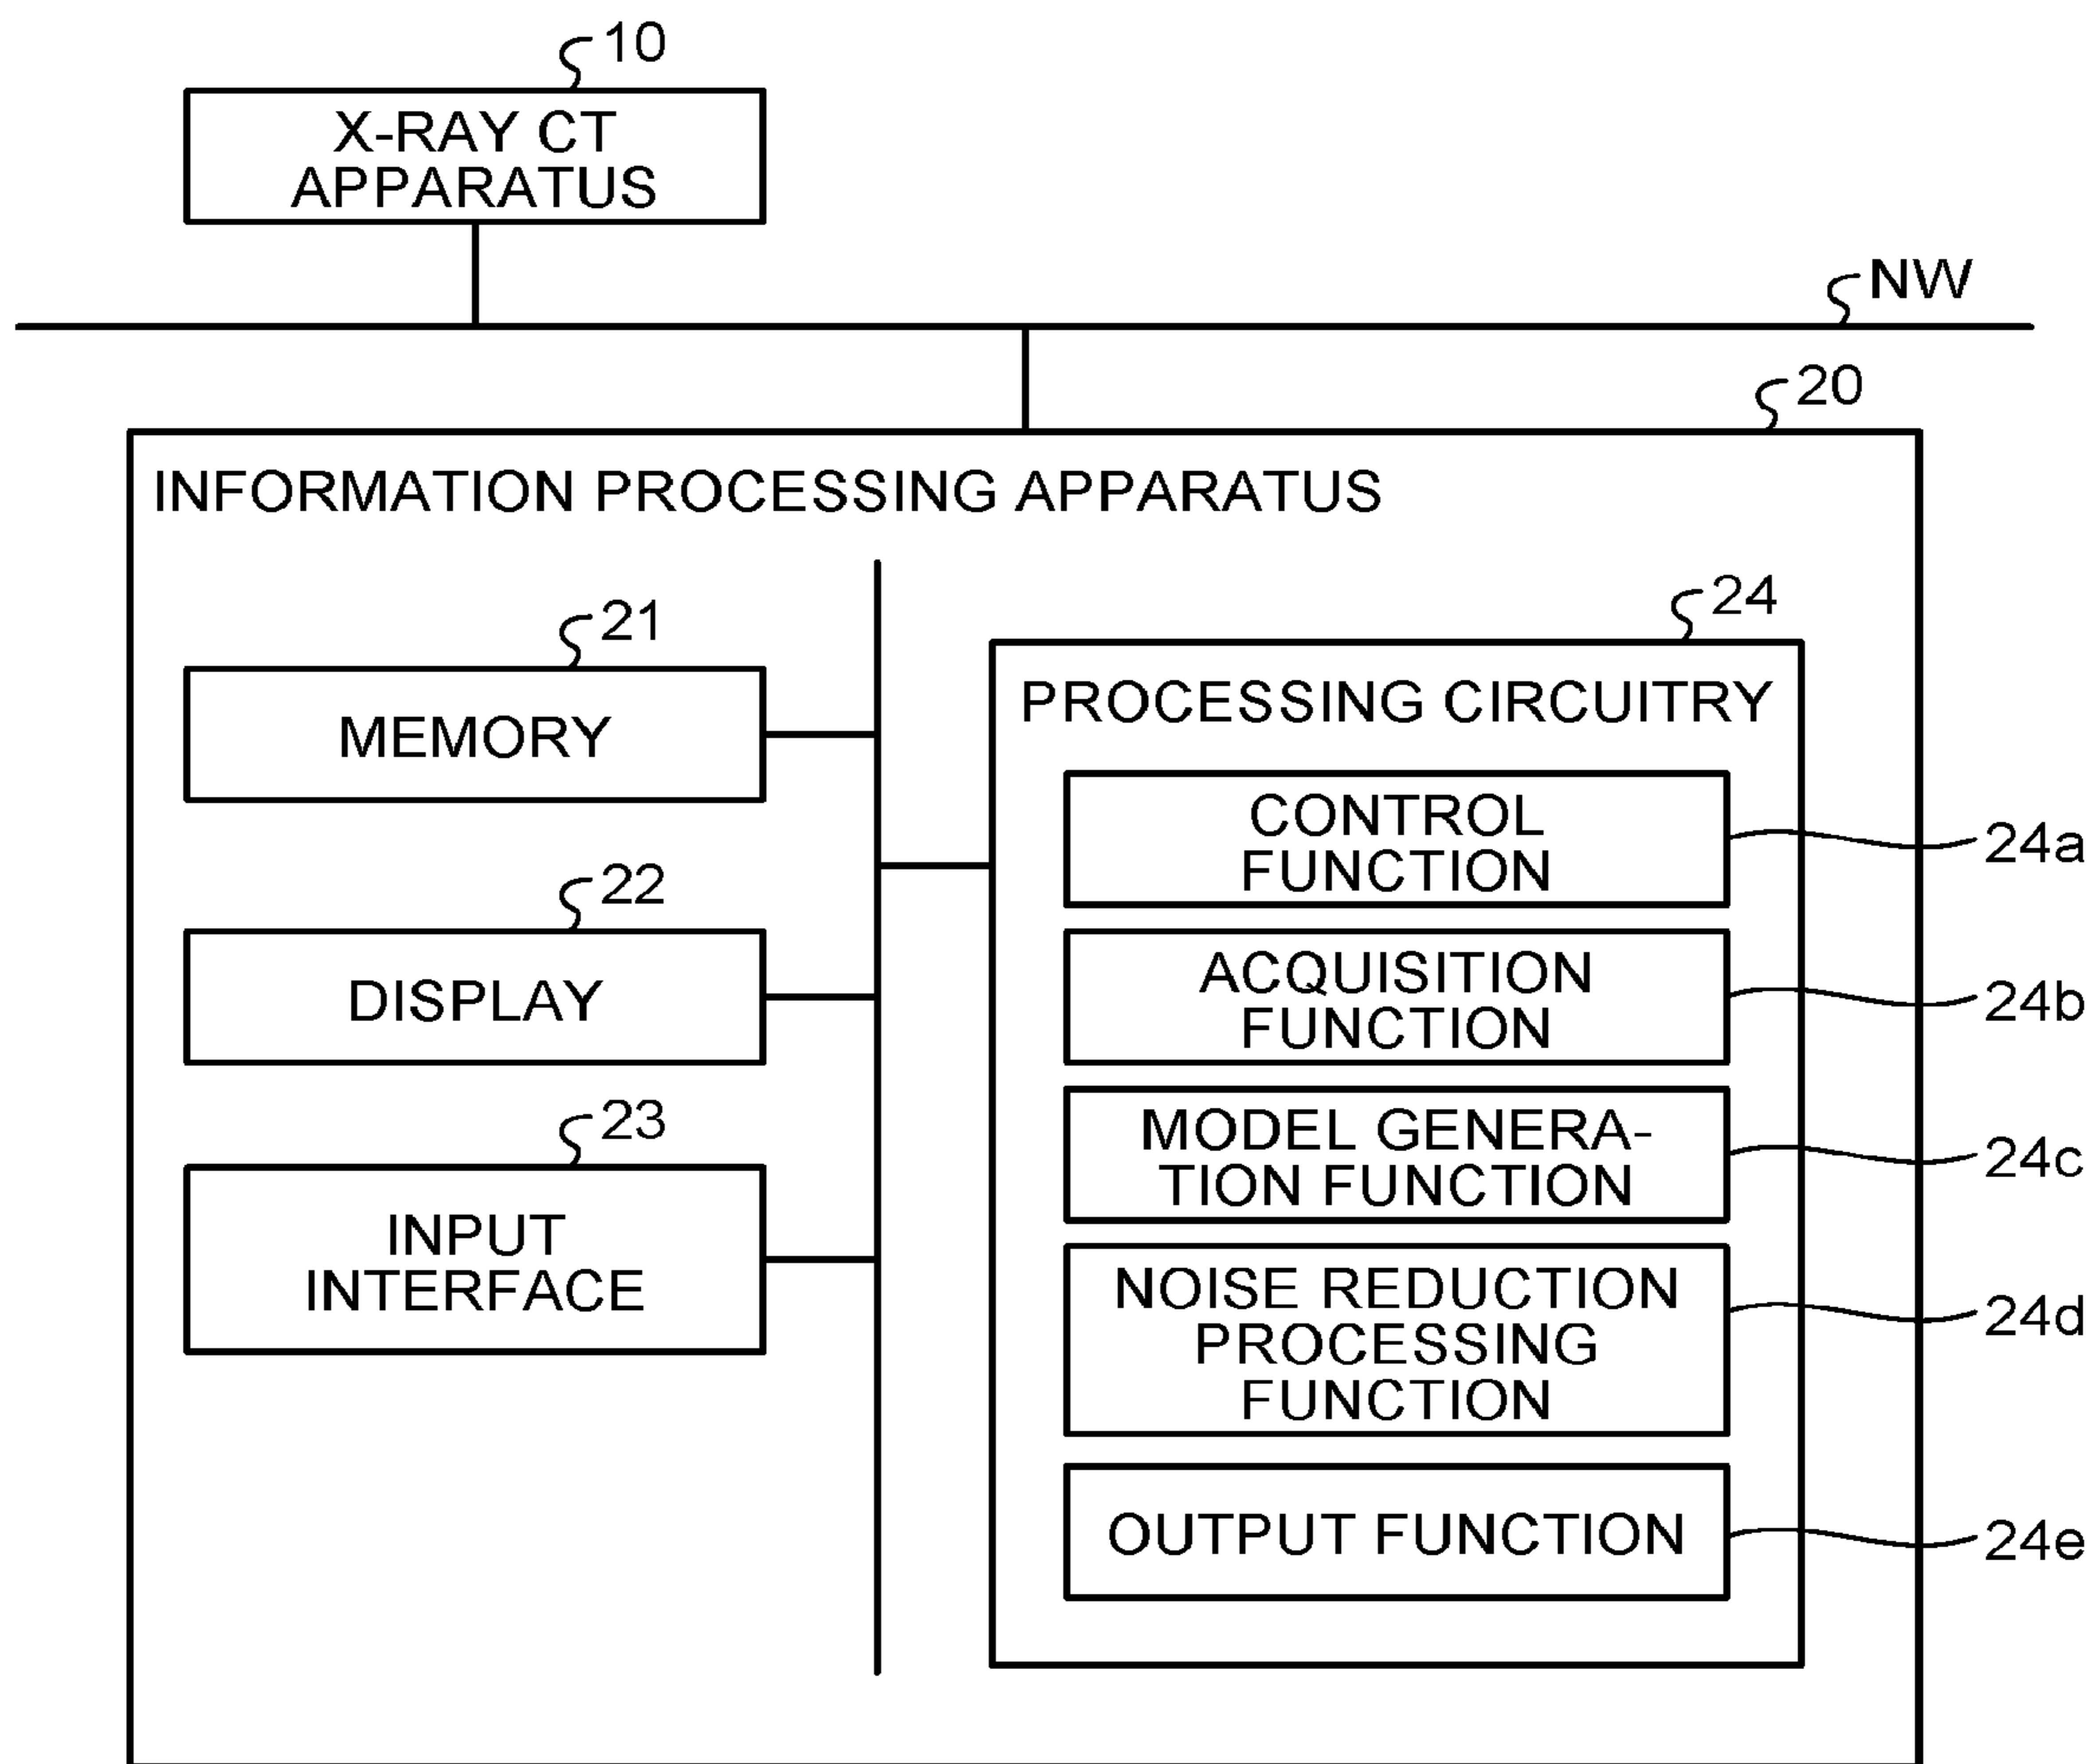 10
X-RAY CT
APPARATUS
NW
20
INFORMATION PROCESSING APPARATUS
21
MEMORY
22
DISPLAY
23
INPUT
INTERFACE
24
PROCESSING CIRCUITRY
CONTROL
FUNCTION
24a
ACQUISITION
FUNCTION
24b
MODEL GENERA-
TION FUNCTION
24c
NOISE REDUCTION
PROCESSING
FUNCTION
24d
OUTPUT FUNCTION
24e